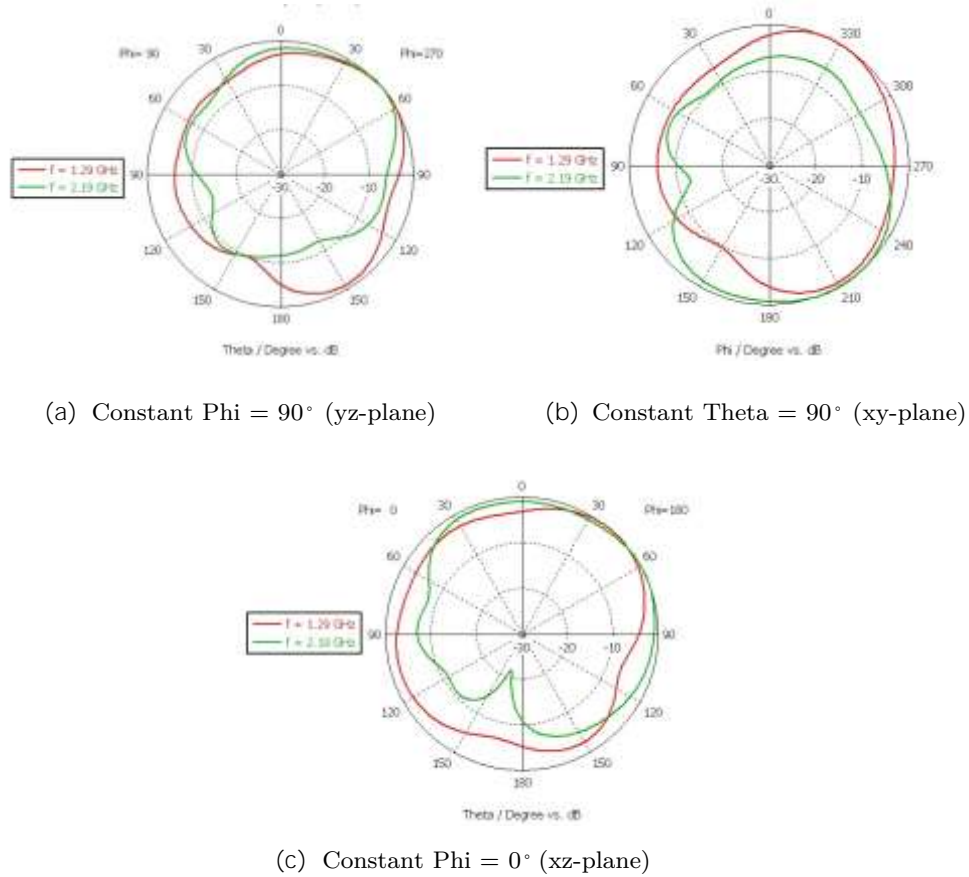 0
30 30
Phi= 90 Phi=270
60 60
f = 1.29 GHz
f = 2.19 GHz
-30 -20 -10 90
120 120
150 150
180
Theta / Degree vs. dB
(a) Constant Phi = 90° (yz-plane)
0
30 330
60 300
f = 1.29 GHz
f = 2.19 GHz
90 -30 -20 -10 270
120 240
150 210
180
Phi / Degree vs. dB
(b) Constant Theta = 90° (xy-plane)
0
30 30
Phi= 0 Phi=180
60 60
f = 1.29 GHz
90 -30 -20 -10 90
120 120
150 150
180
Theta / Degree vs. dB
(c) Constant Phi = 0° (xz-plane)